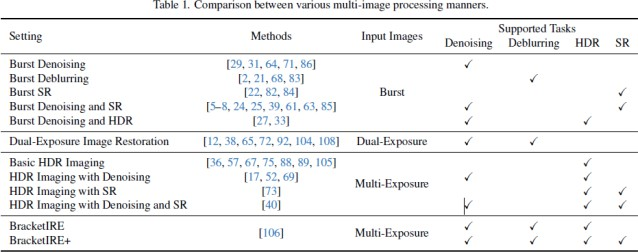 Table 1. Comparison between various multi-image processing manners.
Setting Methods Input Images Supported Tasks
Denoising Deblurring HDR SR
Burst Denoising [29, 31, 64, 71, 86] ✓
Burst Deblurring [2, 21, 68, 83] ✓
Burst SR [22, 82, 84] Burst ✓
Burst Denoising and SR [5–8, 24, 25, 39, 61, 63, 85] ✓ ✓
Burst Denoising and HDR [27, 33] ✓ ✓
Dual-Exposure Image Restoration [12, 38, 65, 72, 92, 104, 108] Dual-Exposure ✓ ✓
Basic HDR Imaging [36, 57, 67, 75, 88, 89, 105] ✓
HDR Imaging with Denoising [17, 52, 69] Multi-Exposure ✓ ✓
HDR Imaging with SR [73] ✓ ✓
HDR Imaging with Denoising and SR [40] ✓ ✓ ✓
BracketIRE [106] Multi-Exposure ✓ ✓ ✓
BracketIRE+ ✓ ✓ ✓ ✓